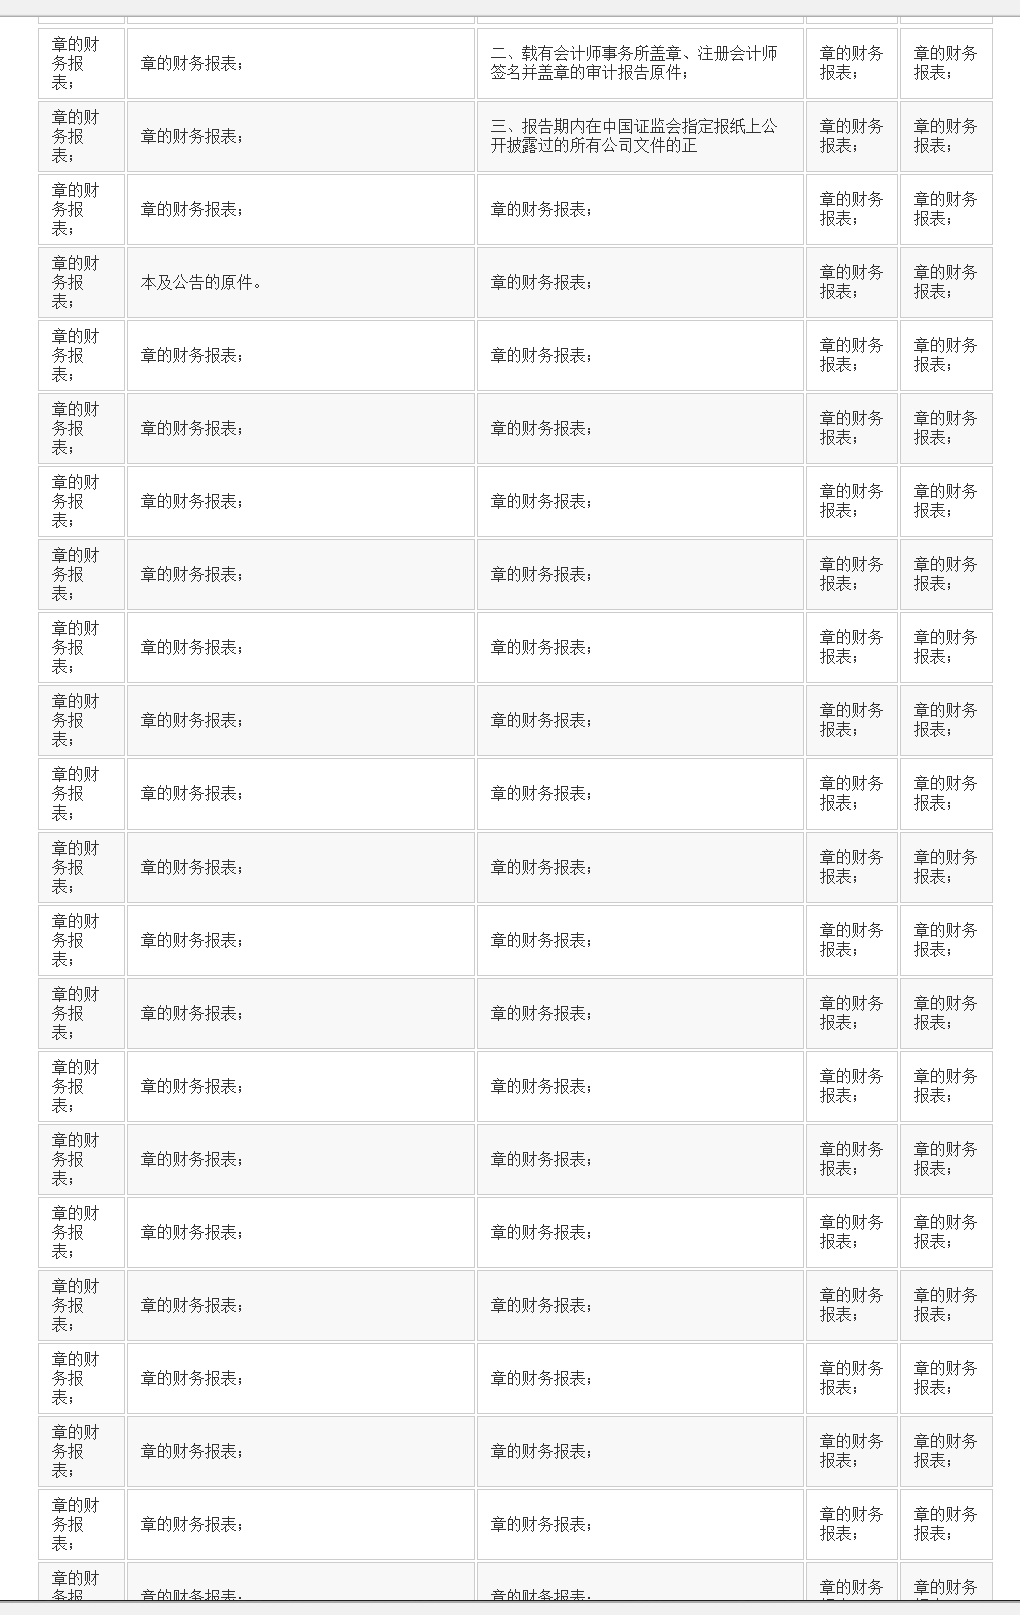 章的财
务报
表；
章的财务报表；
二、载有会计师事务所盖章、注册会计师
签名并盖章的审计报告原件；
章的财务
报表；
章的财务
报表；
章的财
务报
表；
章的财务报表；
三、报告期内在中国证监会指定报纸上公
开披露过的所有公司文件的正
章的财务
报表；
章的财务
报表；
章的财
务报
表；
章的财务报表；
章的财务报表；
章的财务
报表；
章的财务
报表；
章的财
务报
表；
本及公告的原件。
章的财务报表；
章的财务
报表；
章的财务
报表；
章的财
务报
表；
章的财务报表；
章的财务报表；
章的财务
报表；
章的财务
报表；
章的财
务报
表；
章的财务报表；
章的财务报表；
章的财务
报表；
章的财务
报表；
章的财
务报
表；
章的财务报表；
章的财务报表；
章的财务
报表；
章的财务
报表；
章的财
务报
表；
章的财务报表；
章的财务报表；
章的财务
报表；
章的财务
报表；
章的财
务报
表；
章的财务报表；
章的财务报表；
章的财务
报表；
章的财务
报表；
章的财
务报
表；
章的财务报表；
章的财务报表；
章的财务
报表；
章的财务
报表；
章的财
务报
表；
章的财务报表；
章的财务报表；
章的财务
报表；
章的财务
报表；
章的财
务报
表；
章的财务报表；
章的财务报表；
章的财务
报表；
章的财务
报表；
章的财
务报
表；
章的财务报表；
章的财务报表；
章的财务
报表；
章的财务
报表；
章的财
务报
表；
章的财务报表；
章的财务报表；
章的财务
报表；
章的财务
报表；
章的财
务报
表；
章的财务报表；
章的财务报表；
章的财务
报表；
章的财务
报表；
章的财
务报
表；
章的财务报表；
章的财务报表；
章的财务
报表；
章的财务
报表；
章的财
务报
表；
章的财务报表；
章的财务报表；
章的财务
报表；
章的财务
报表；
章的财
务报
表；
章的财务报表；
章的财务报表；
章的财务
报表；
章的财务
报表；
章的财
务报
表；
章的财务报表；
章的财务报表；
章的财务
报表；
章的财务
报表；
章的财
务报
表；
章的财务报表；
章的财务报表；
章的财务
报表；
章的财务
报表；
章的财
务报
表；
章的财务报表；
章的财务报表；
章的财务
报表；
章的财务
报表；
章的财
务报
章的财务报表；
章的财务报表；
章的财务
章的财务